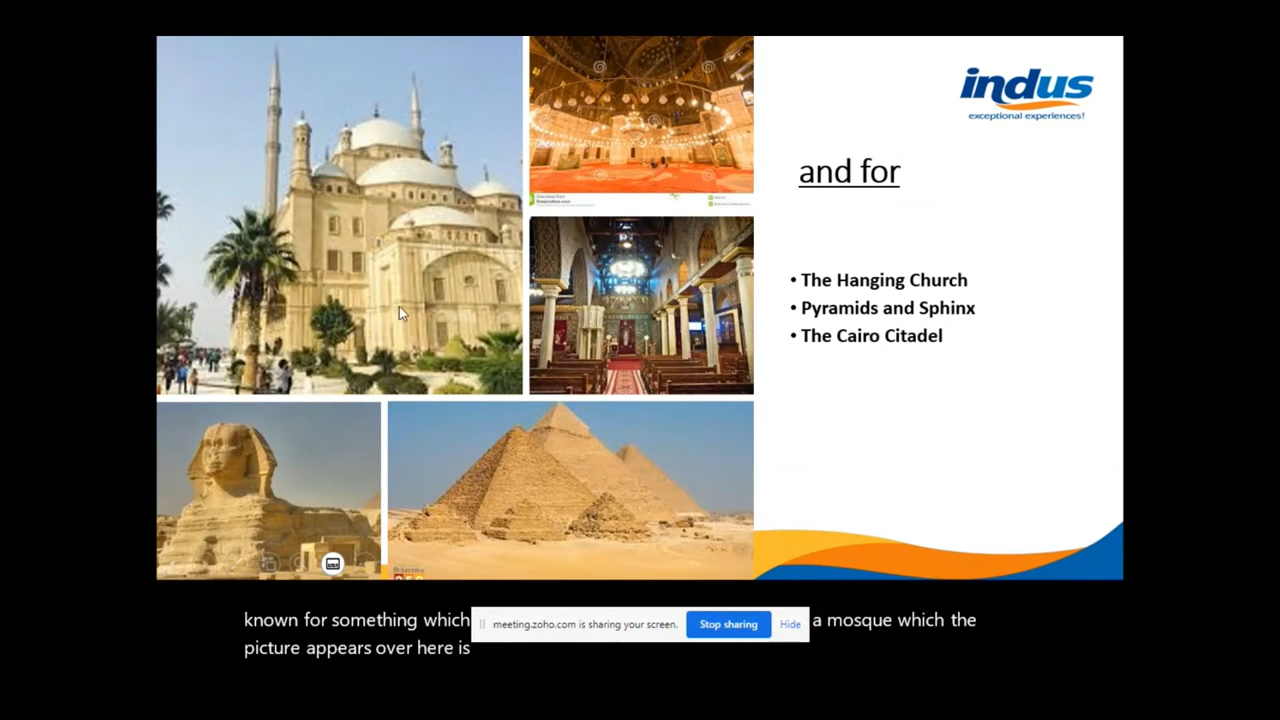 indus
exceptional experiences!
and for
• The Hanging Church
• Pyramids and Sphinx
• The Cairo Citadel
known for something which
meeting.zoho.com is sharing your screen.
Stop sharing
Hide
a mosque which the
picture appears over here is